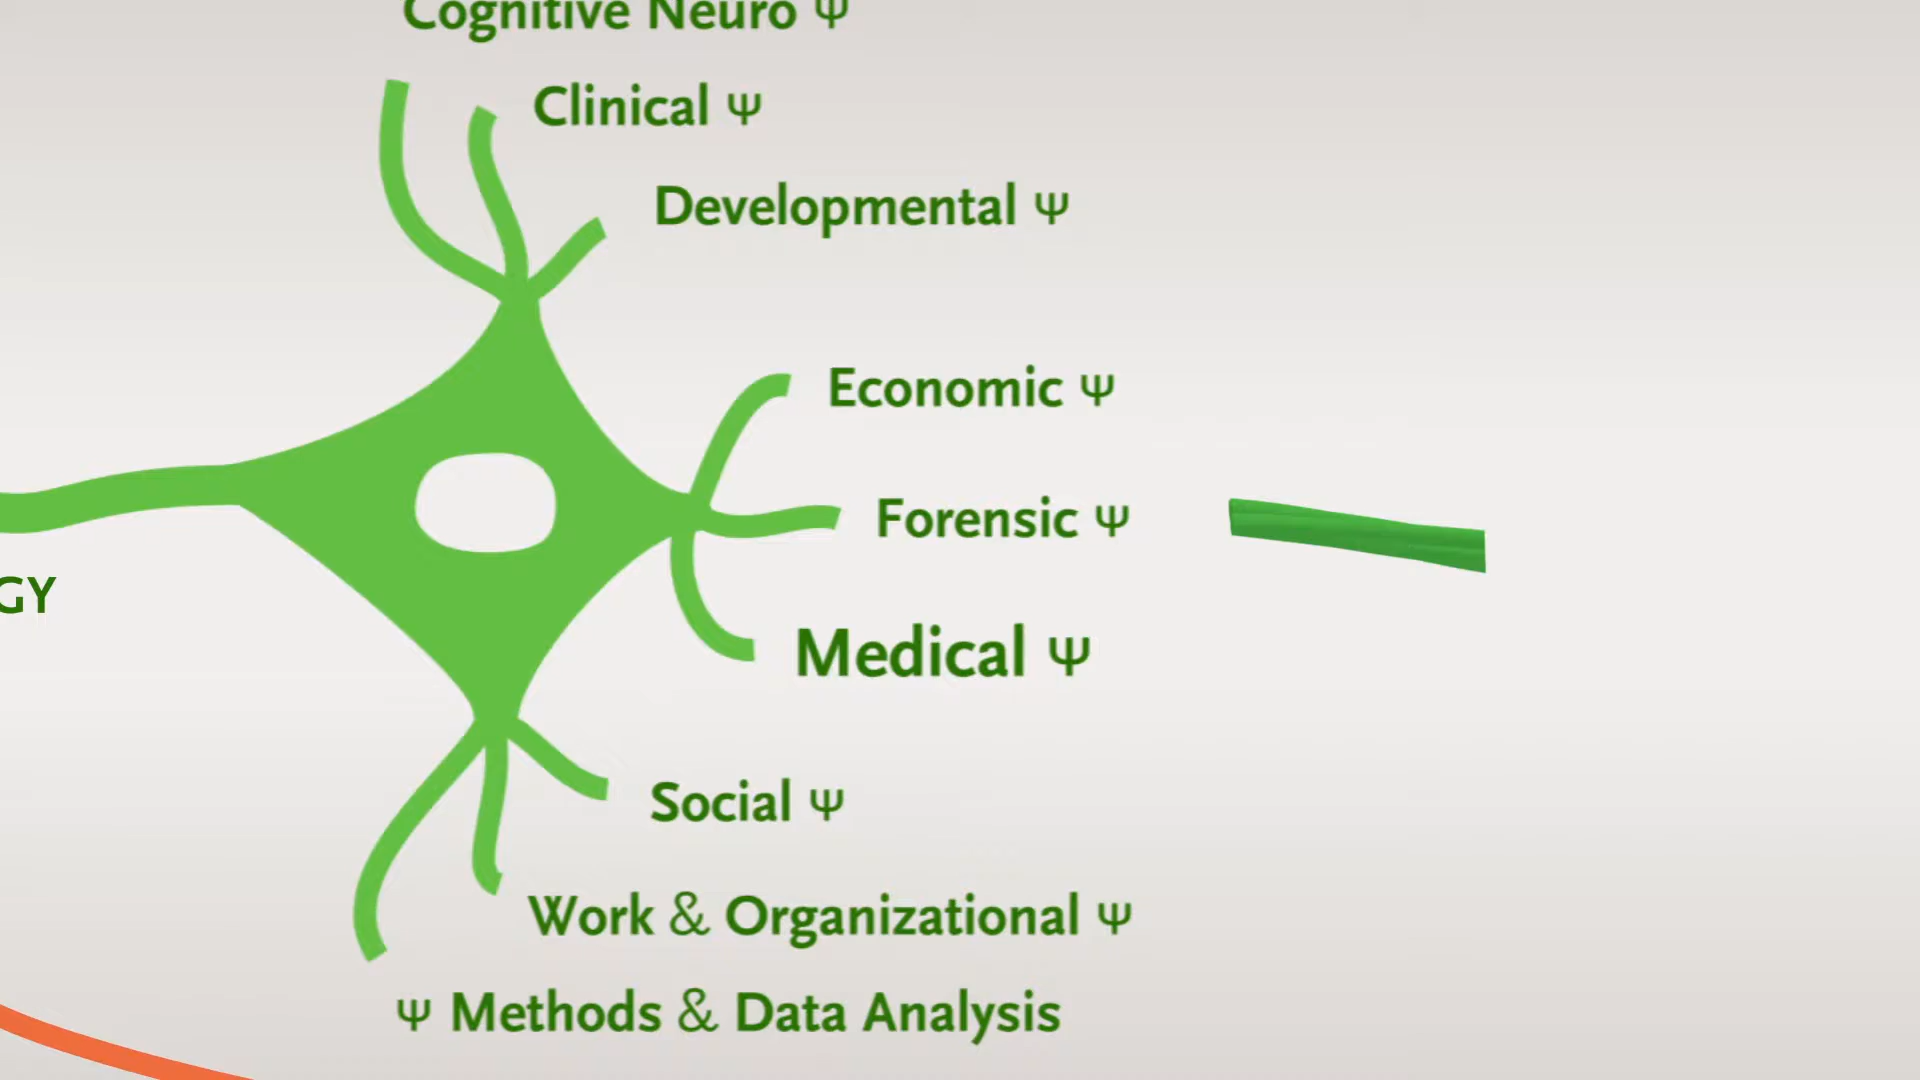 Cognitive Neuro Ψ
Clinical Ψ
Developmental Ψ
Economic Ψ
Forensic Ψ
GY
Medical Ψ
Social Ψ
Work & Organizational Ψ
Ψ Methods & Data Analysis